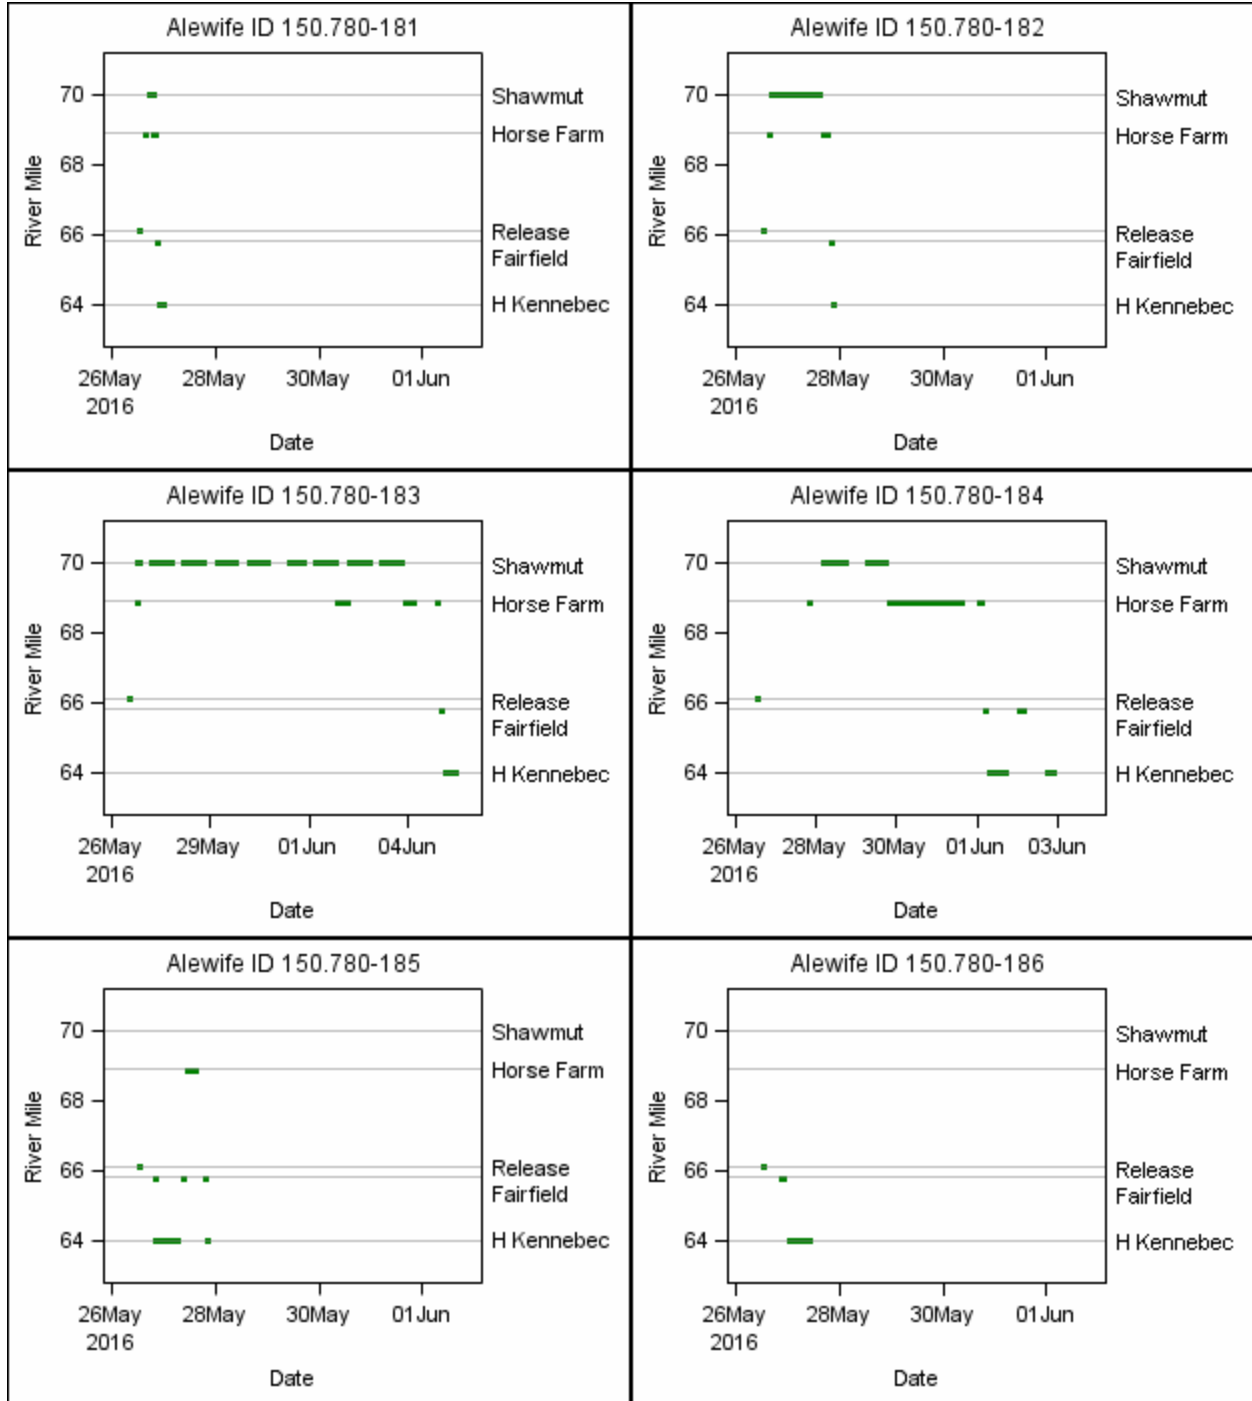 Alewife ID 150.780-181
70
68
66
64
River Mile
Shawmut
Horse Farm
Release
Fairfield
H Kennebec
26May 28May 30May 01Jun
2016
Date
Alewife ID 150.780-182
70
68
66
64
River Mile
Shawmut
Horse Farm
Release
Fairfield
H Kennebec
26May 28May 30May 01Jun
2016
Date
Alewife ID 150.780-183
70
68
66
64
River Mile
Shawmut
Horse Farm
Release
Fairfield
H Kennebec
26May 29May 01Jun 04Jun
2016
Date
Alewife ID 150.780-184
70
68
66
64
River Mile
Shawmut
Horse Farm
Release
Fairfield
H Kennebec
26May 28May 30May 01Jun 03Jun
2016
Date
Alewife ID 150.780-185
70
68
66
64
River Mile
Shawmut
Horse Farm
Release
Fairfield
H Kennebec
26May 28May 30May 01Jun
2016
Date
Alewife ID 150.780-186
70
68
66
64
River Mile
Shawmut
Horse Farm
Release
Fairfield
H Kennebec
26May 28May 30May 01Jun
2016
Date